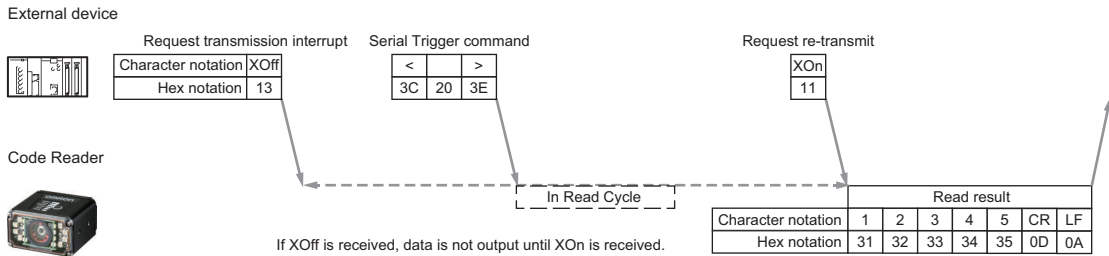 External device
Request transmission interrupt Serial Trigger command Request re-transmit
Character notation XOff < > XOn
Hex notation 13 3C 20 3E 11
Code Reader
In Read Cycle Read result
Character notation 1 2 3 4 5 CR LF
If XOff is received, data is not output until XOn is received. Hex notation 31 32 33 34 35 0D 0A